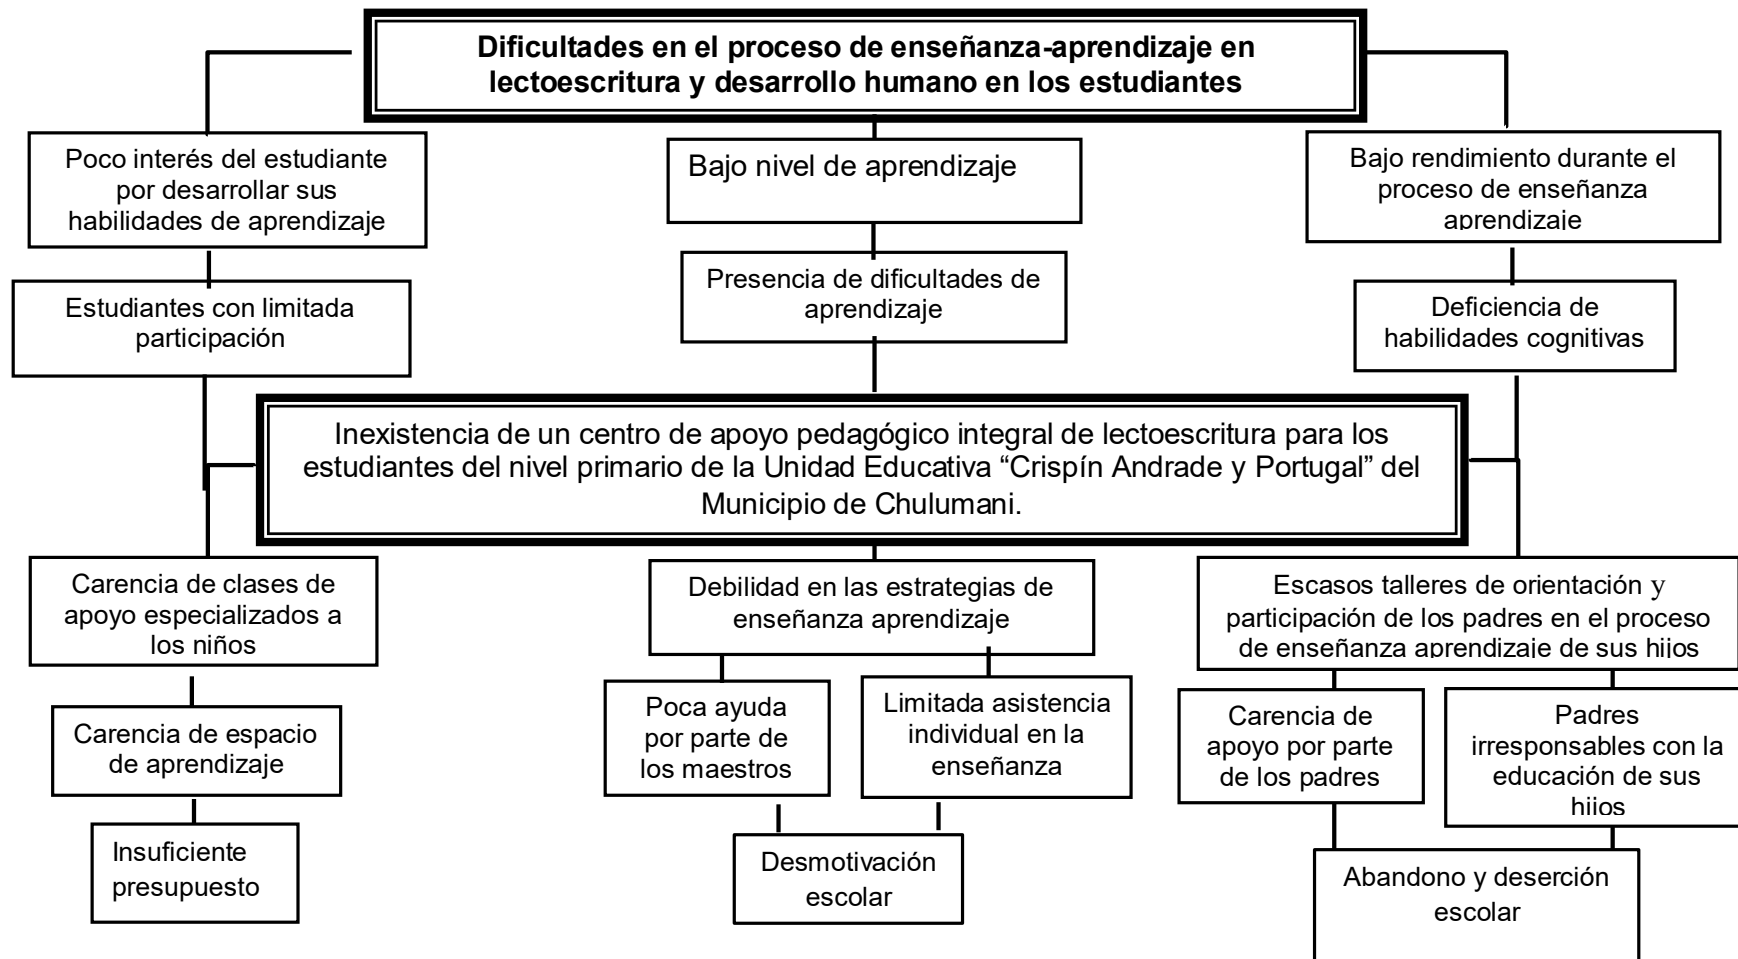 Dificultades en el proceso de enseñanza-aprendizaje en
lectoescritura y desarrollo humano en los estudiantes
Poco interés del estudiante
por desarrollar sus
habilidades de aprendizaje
Bajo nivel de aprendizaje
Bajo rendimiento durante el
proceso de enseñanza
aprendizaje
Estudiantes con limitada
participación
Presencia de dificultades de
aprendizaje
Deficiencia de
habilidades cognitivas
Inexistencia de un centro de apoyo pedagógico integral de lectoescritura para los
estudiantes del nivel primario de la Unidad Educativa “Crispín Andrade y Portugal” del
Municipio de Chulumani.
Carencia de clases de
apoyo especializados a
los niños
Debilidad en las estrategias de
enseñanza aprendizaje
Escasos talleres de orientación y
participación de los padres en el proceso
de enseñanza aprendizaje de sus hijos
Carencia de espacio
de aprendizaje
Poca ayuda
por parte de
los maestros
Limitada asistencia
individual en la
enseñanza
Carencia de
apoyo por parte
de los padres
Padres
irresponsables con la
educación de sus
hijos
Insuficiente
presupuesto
Desmotivación
escolar
Abandono y deserción
escolar